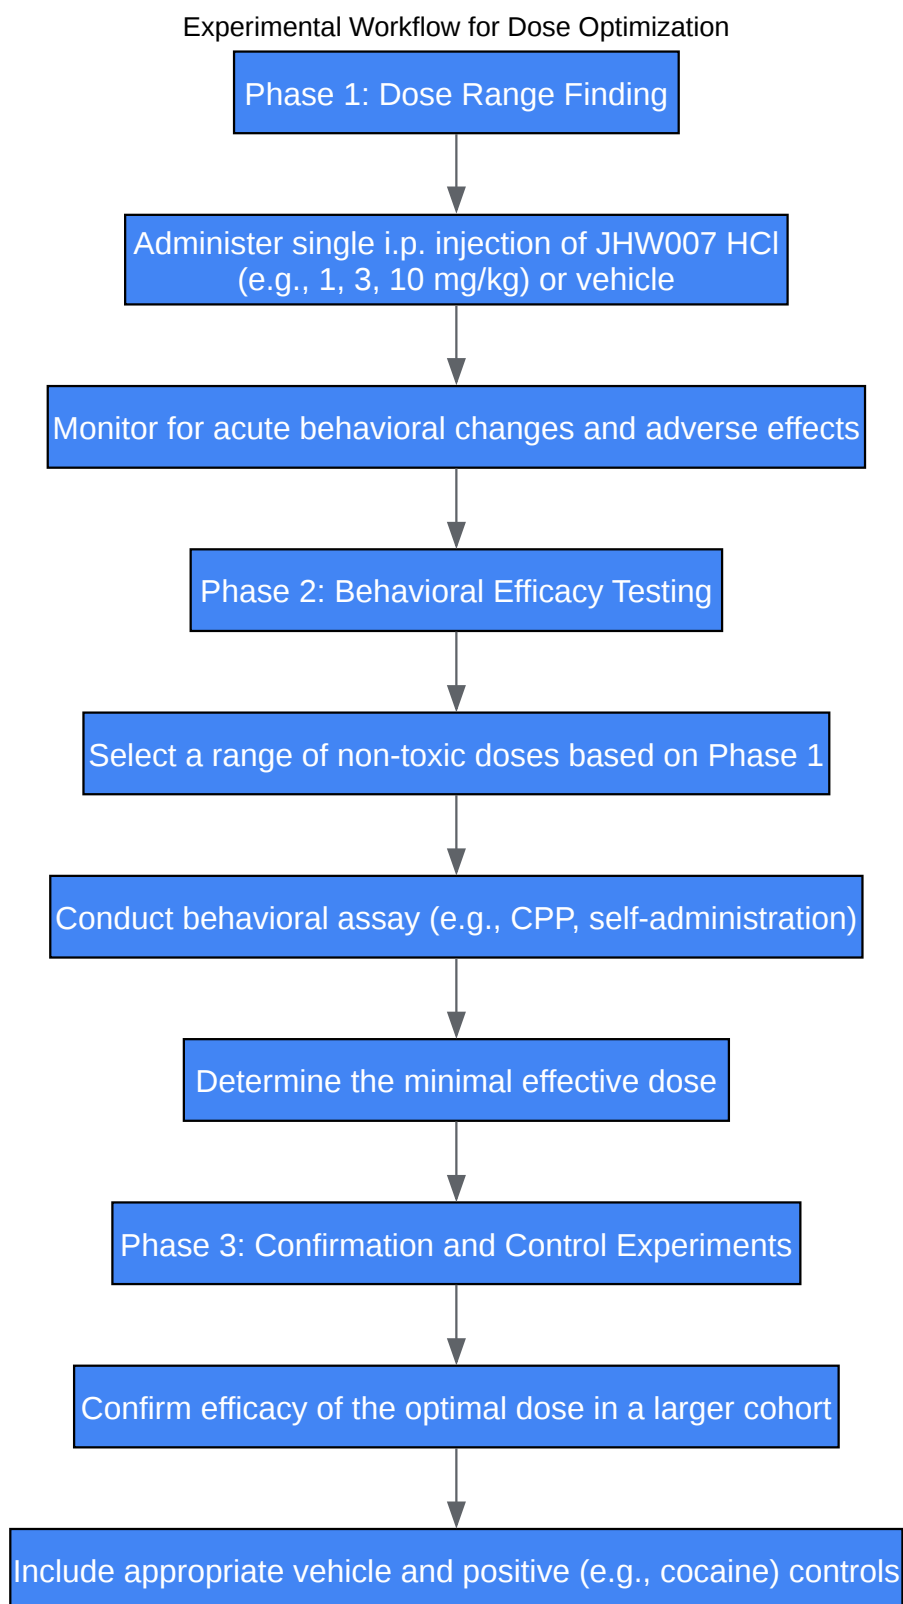 Experimental Workflow for Dose Optimization
Phase 1: Dose Range Finding
Administer single i.p. injection of JHW007 HCl
(e.g., 1, 3, 10 mg/kg) or vehicle
Monitor for acute behavioral changes and adverse effects
Phase 2: Behavioral Efficacy Testing
Select a range of non-toxic doses based on Phase 1
Conduct behavioral assay (e.g., CPP, self-administration)
Determine the minimal effective dose
Phase 3: Confirmation and Control Experiments
Confirm efficacy of the optimal dose in a larger cohort
Include appropriate vehicle and positive (e.g., cocaine) controls